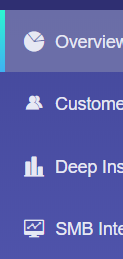 Overview
Custome
Deep Ins
SMB Inte